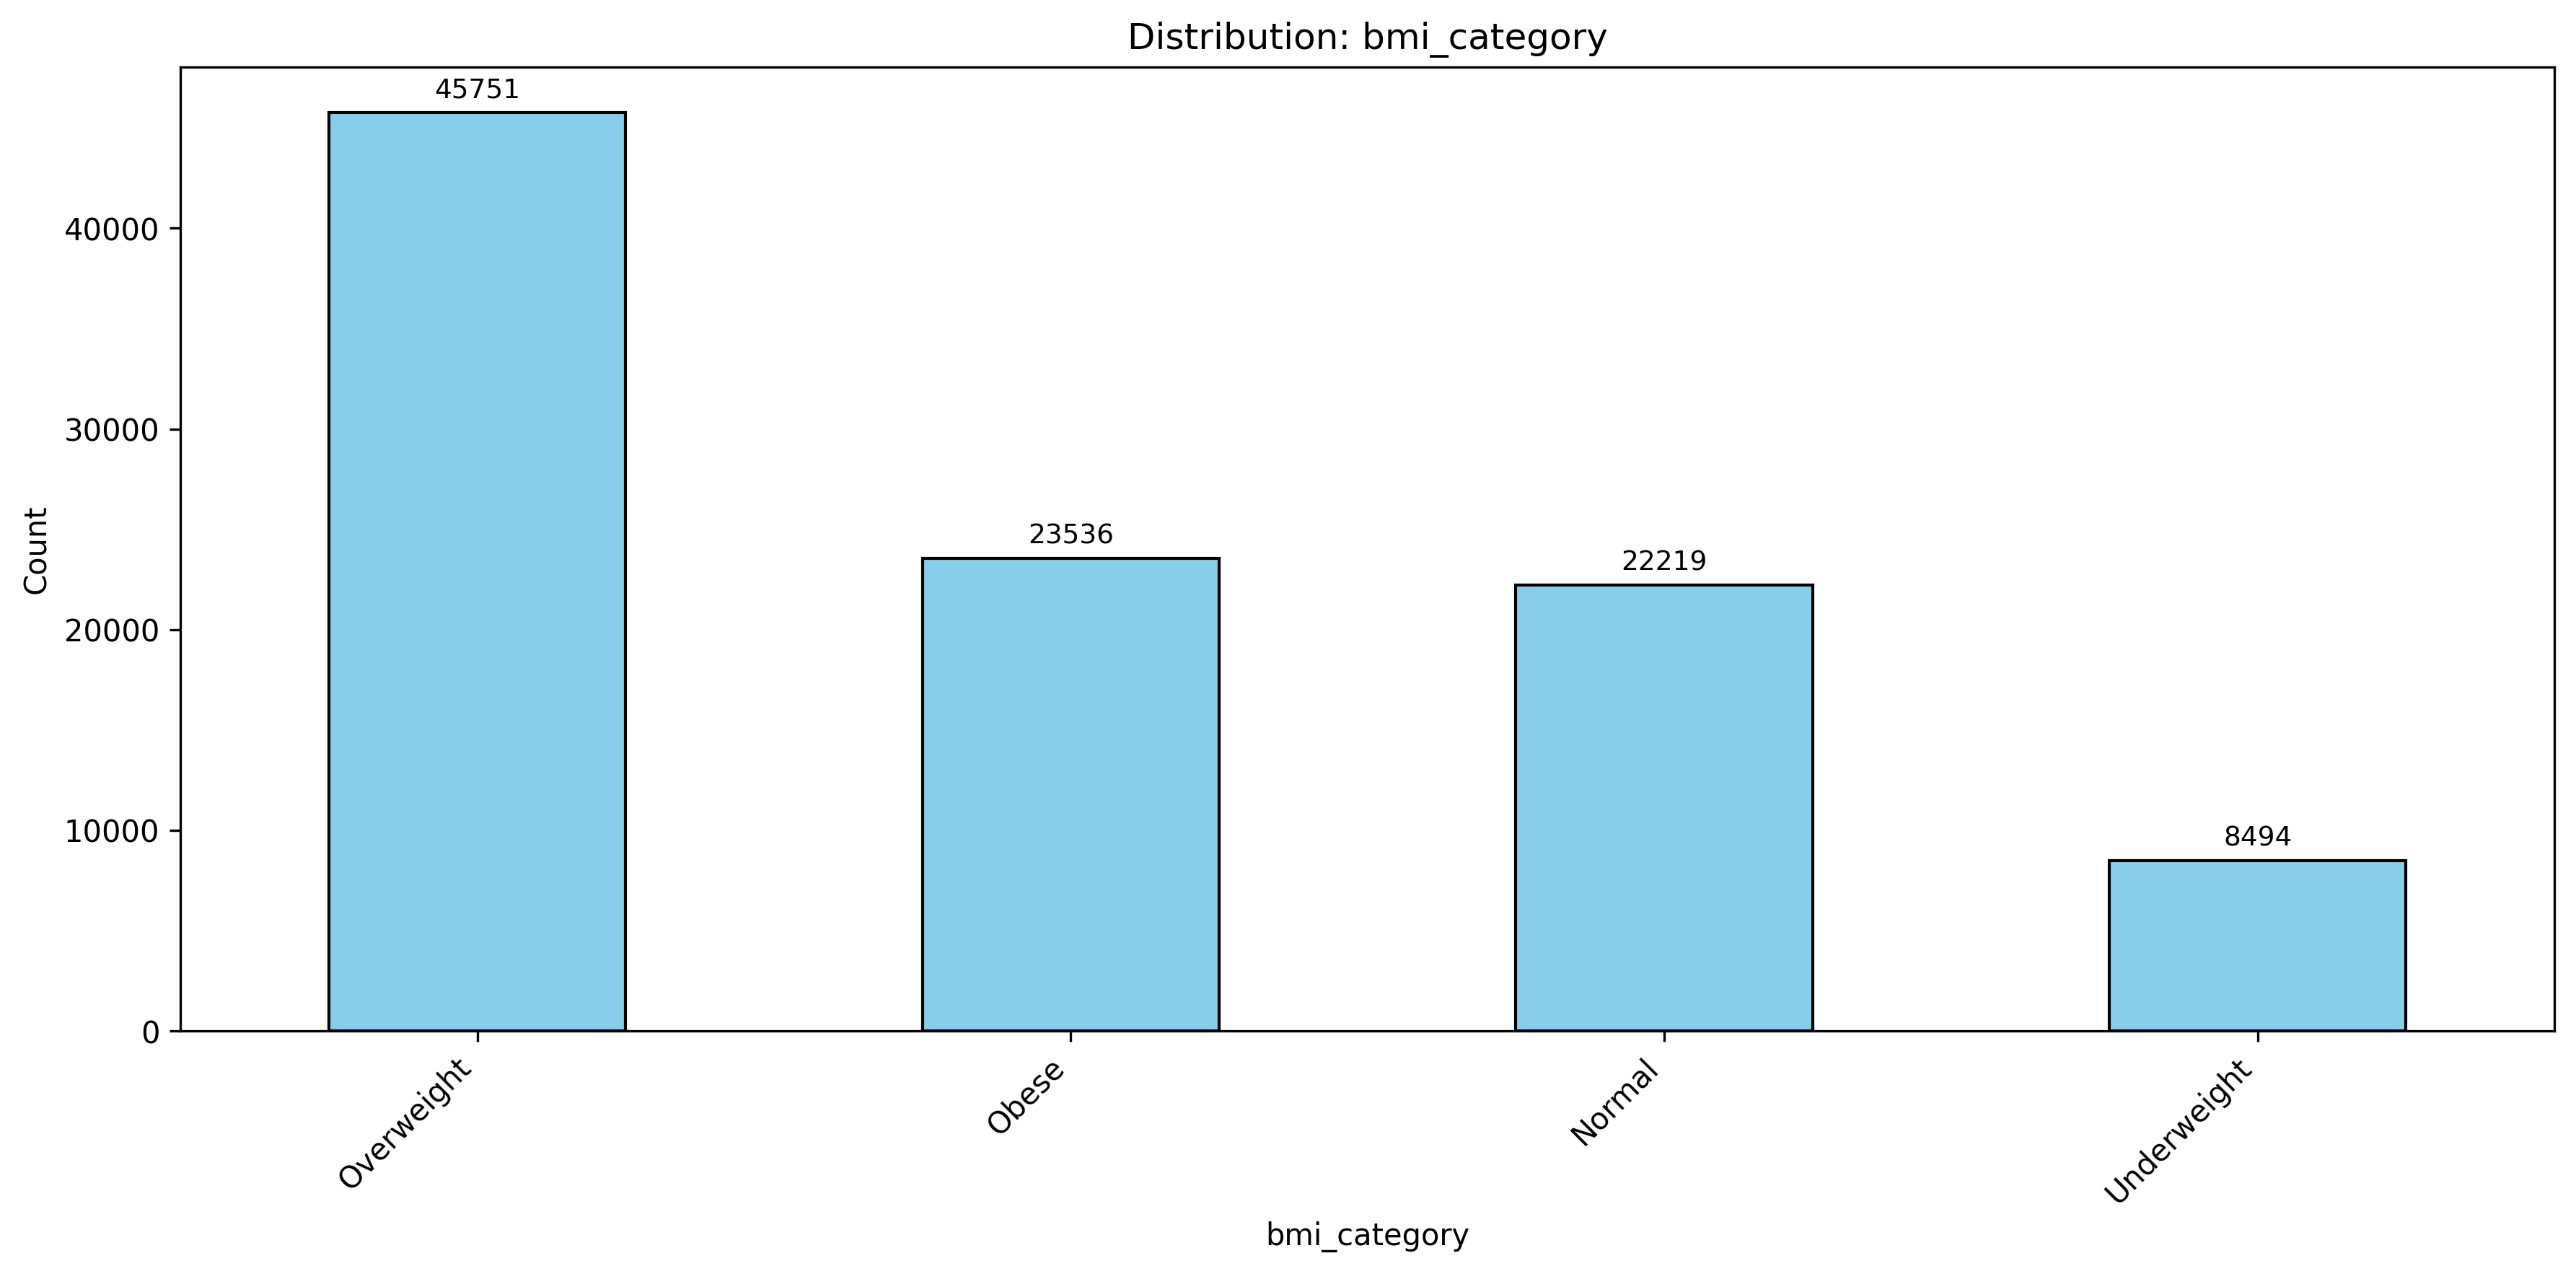 Distribution: bmi_category
45751
23536
22219
8494
40000
30000
20000
10000
0
Count
Overweight
Obese
Normal
Underweight
bmi_category